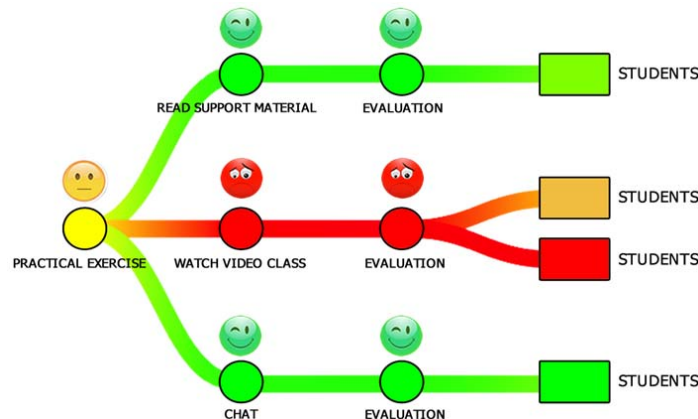 READ SUPPORT MATERIAL
EVALUATION
STUDENTS
PRACTICAL EXERCISE
WATCH VIDEO CLASS
EVALUATION
STUDENTS
STUDENTS
CHAT
EVALUATION
STUDENTS